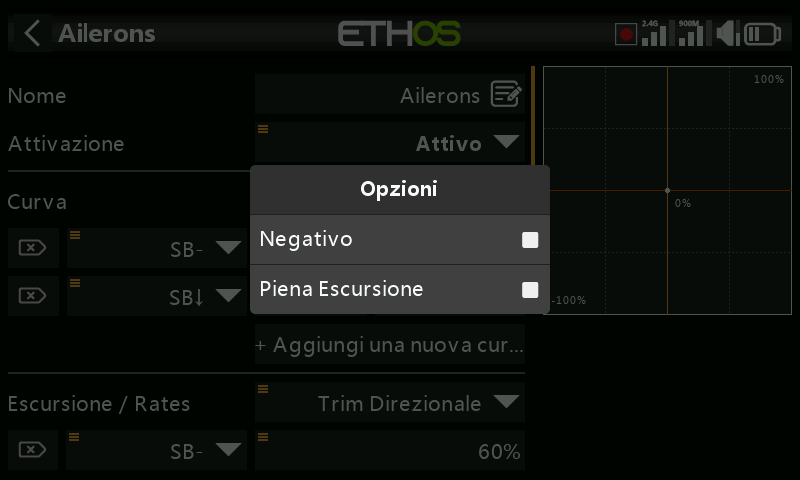 Ailerons
ETHOS
2.4G
900M
Nome
Ailerons
Attivazione
Attivo
Curva
SB-
SB↓
+ Aggiungi una nuova cur...
Escursione / Rates
Trim Direzionale
SB-
60%
Opzioni
Negativo
Piena Escursione
100%
0%
-100%